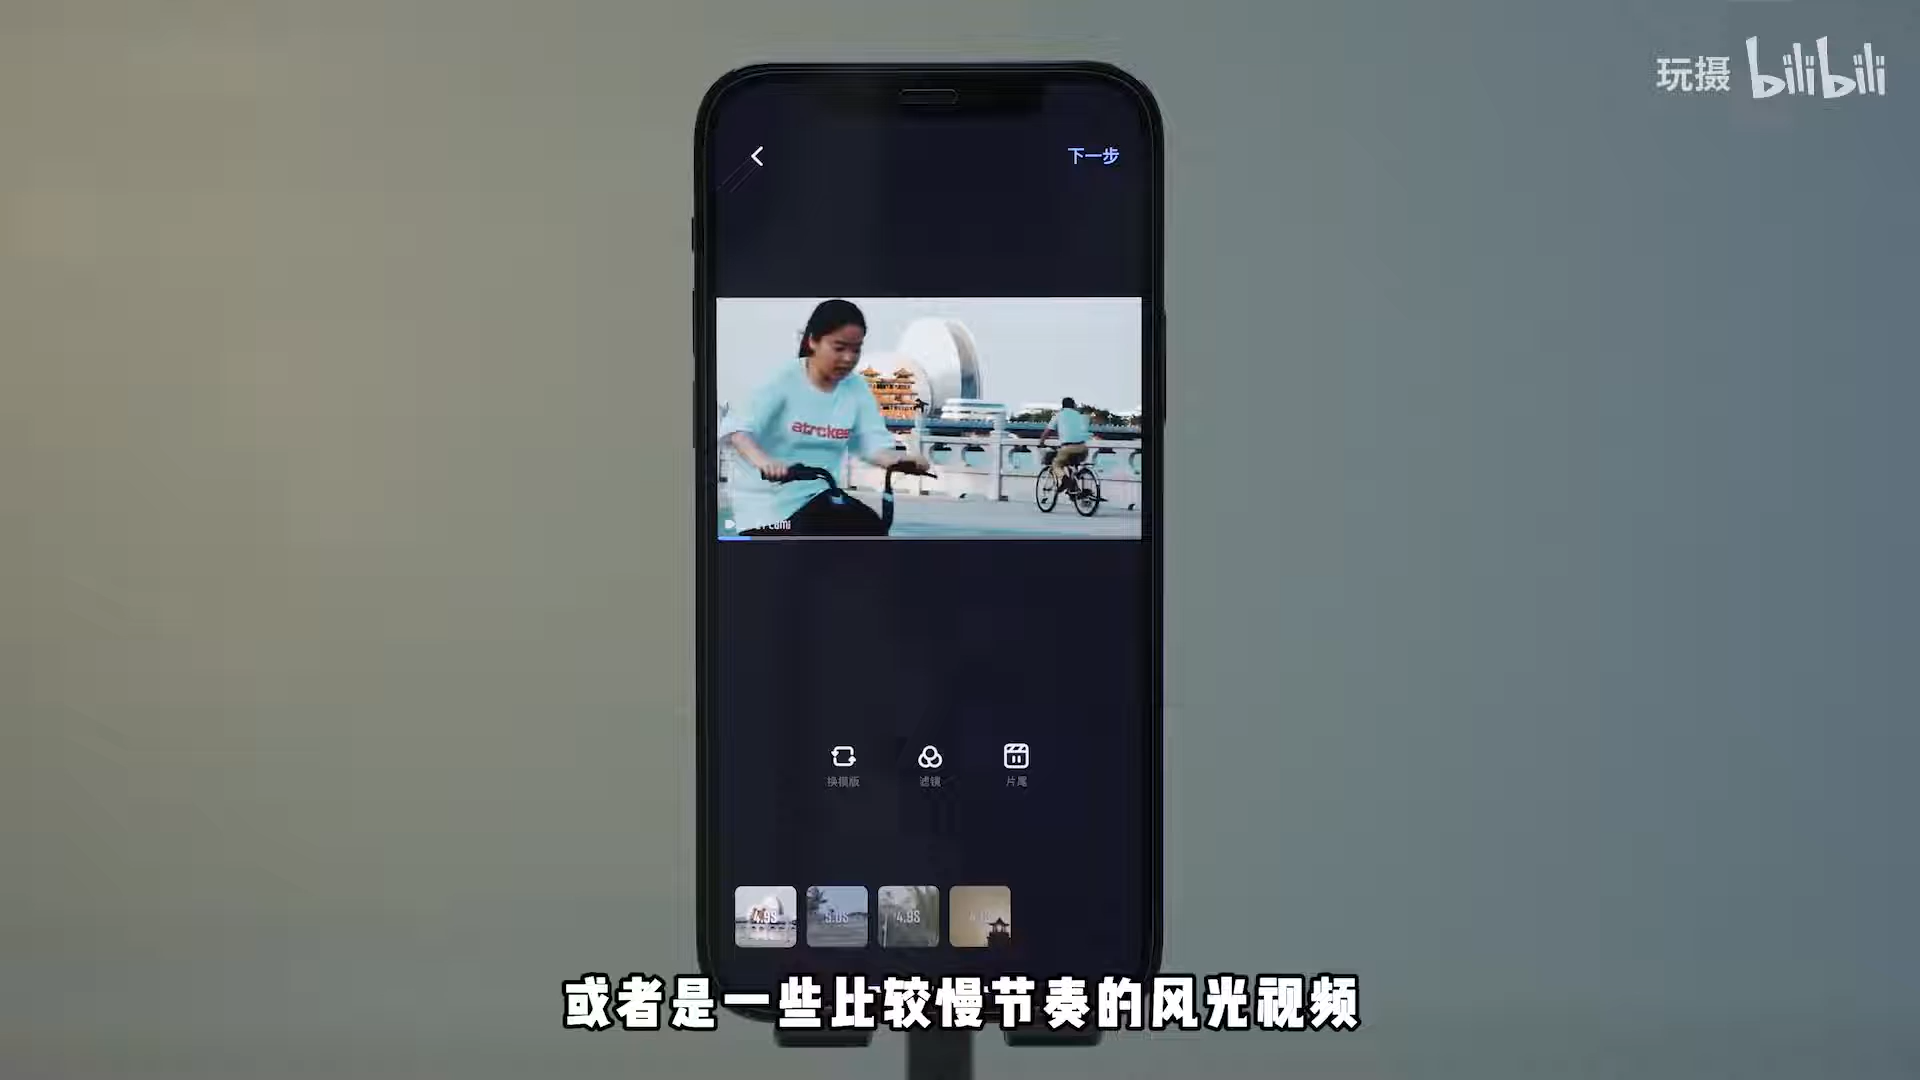 玩摄 bilibili
下一步
atrckee
换模版 滤镜 片尾
4.9S 5.0S 4.9S
或者是一些比较慢节奏的风光视频